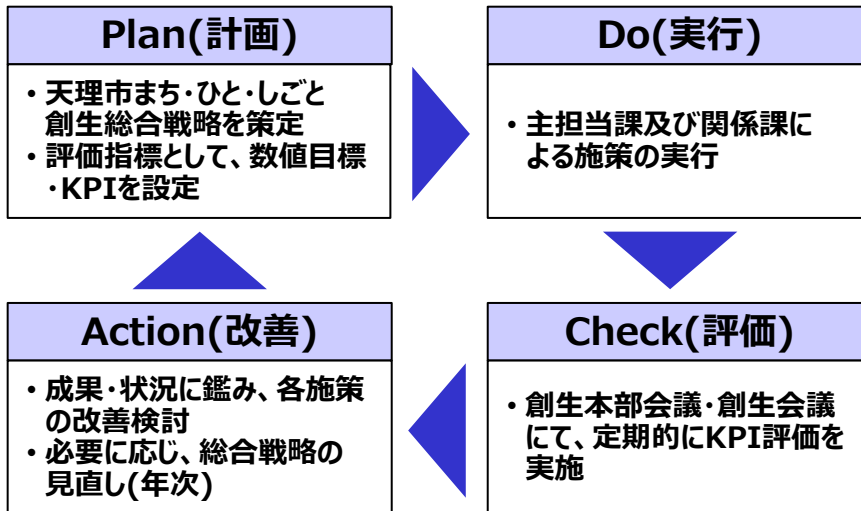 Plan(計画)
・天理市まち・ひと・しごと
創生総合戦略を策定
・評価指標として、数値目標
・KPIを設定
Do(実行)
・主担当課及び関係課に
よる施策の実行
Action(改善)
・成果・状況に鑑み、各施策
の改善検討
・必要に応じ、総合戦略の
見直し(年次)
Check(評価)
・創生本部会議・創生会議
にて、定期的にKPI評価を
実施